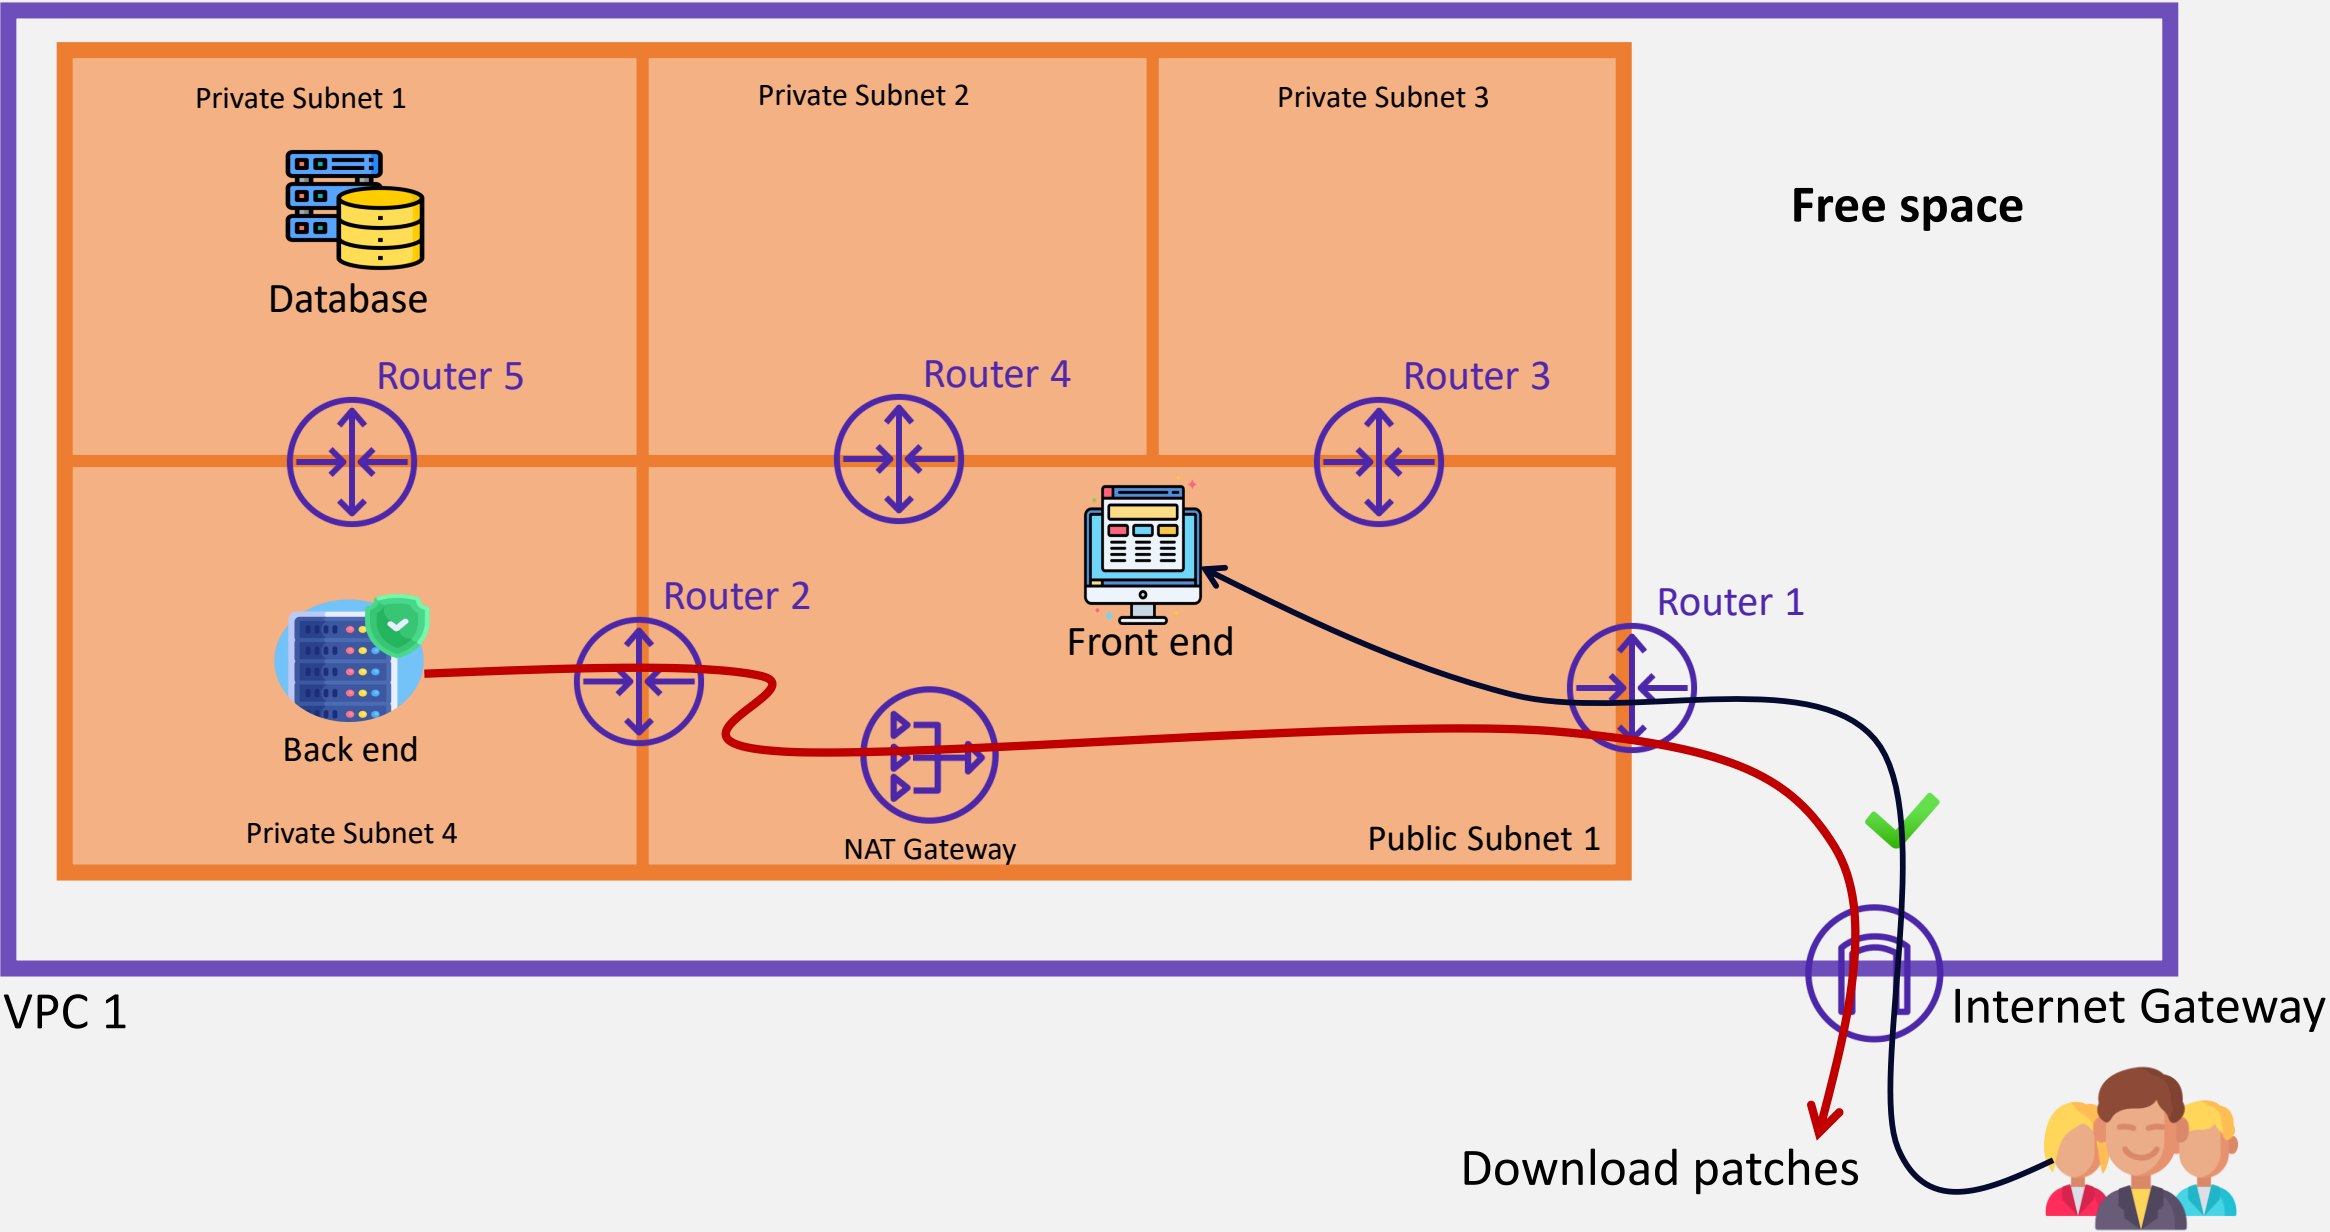 Private Subnet 1
Private Subnet 2
Private Subnet 3
Free space
Database
Router 5
Router 4
Router 3
Router 2
Router 1
Front end
Back end
Private Subnet 4
NAT Gateway
Public Subnet 1
VPC 1
Internet Gateway
Download patches